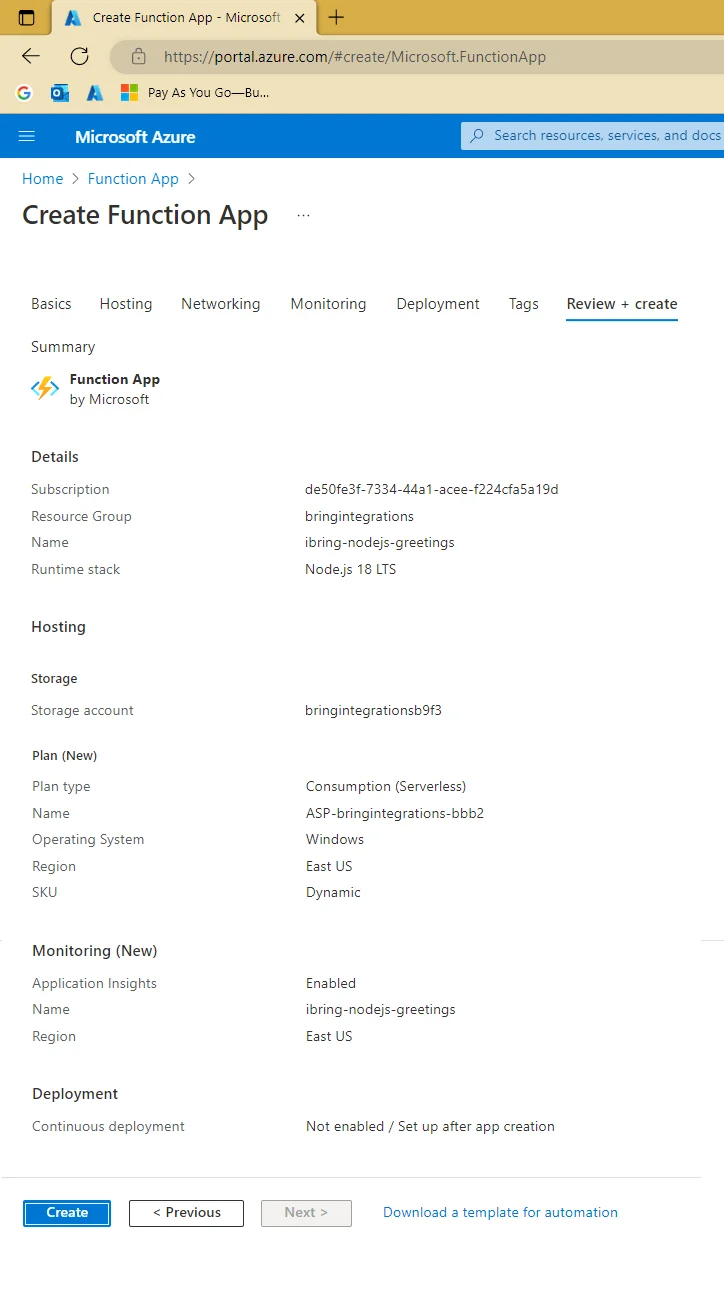 Create Function App - Microsoft
https://portal.azure.com/#create/Microsoft.FunctionApp
Pay As You Go—Bu...
Microsoft Azure
Search resources, services, and docs
Home > Function App >
Create Function App ...
Basics Hosting Networking Monitoring Deployment Tags Review + create
Summary
Function App
by Microsoft
Details
Subscription de50fe3f-7334-44a1-acee-f224cfa5a19d
Resource Group bringintegrations
Name ibring-nodejs-greetings
Runtime stack Node.js 18 LTS
Hosting
Storage
Storage account bringintegrationsb9f3
Plan (New)
Plan type Consumption (Serverless)
Name ASP-bringintegrations-bbb2
Operating System Windows
Region East US
SKU Dynamic
Monitoring (New)
Application Insights Enabled
Name ibring-nodejs-greetings
Region East US
Deployment
Continuous deployment Not enabled / Set up after app creation
Create < Previous Next > Download a template for automation